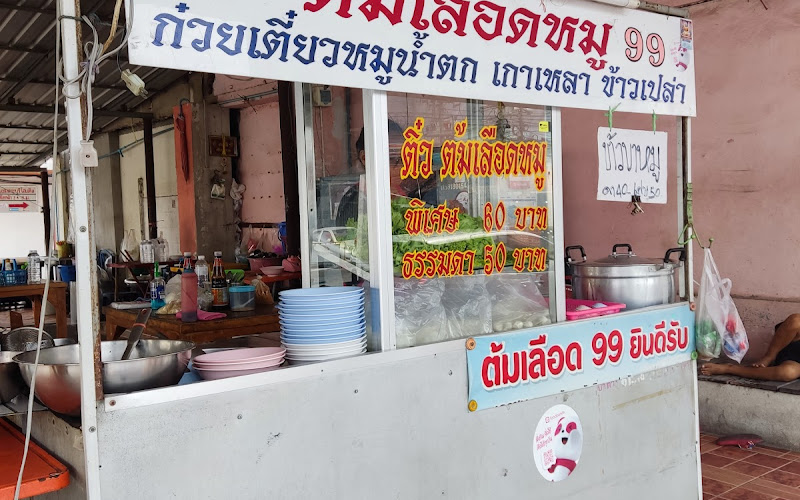 ต้มเลือดหมู 99
ก๋วยเตี๋ยวหมูน้ำตก เกาเหลา ข้าวเปล่า
ติ๋ว ต้มเลือดหมู
พิเศษ 60 บาท
ธรรมดา 50 บาท
ข้าวขาหมู
ต้มเลือด 99 ยินดีรับ